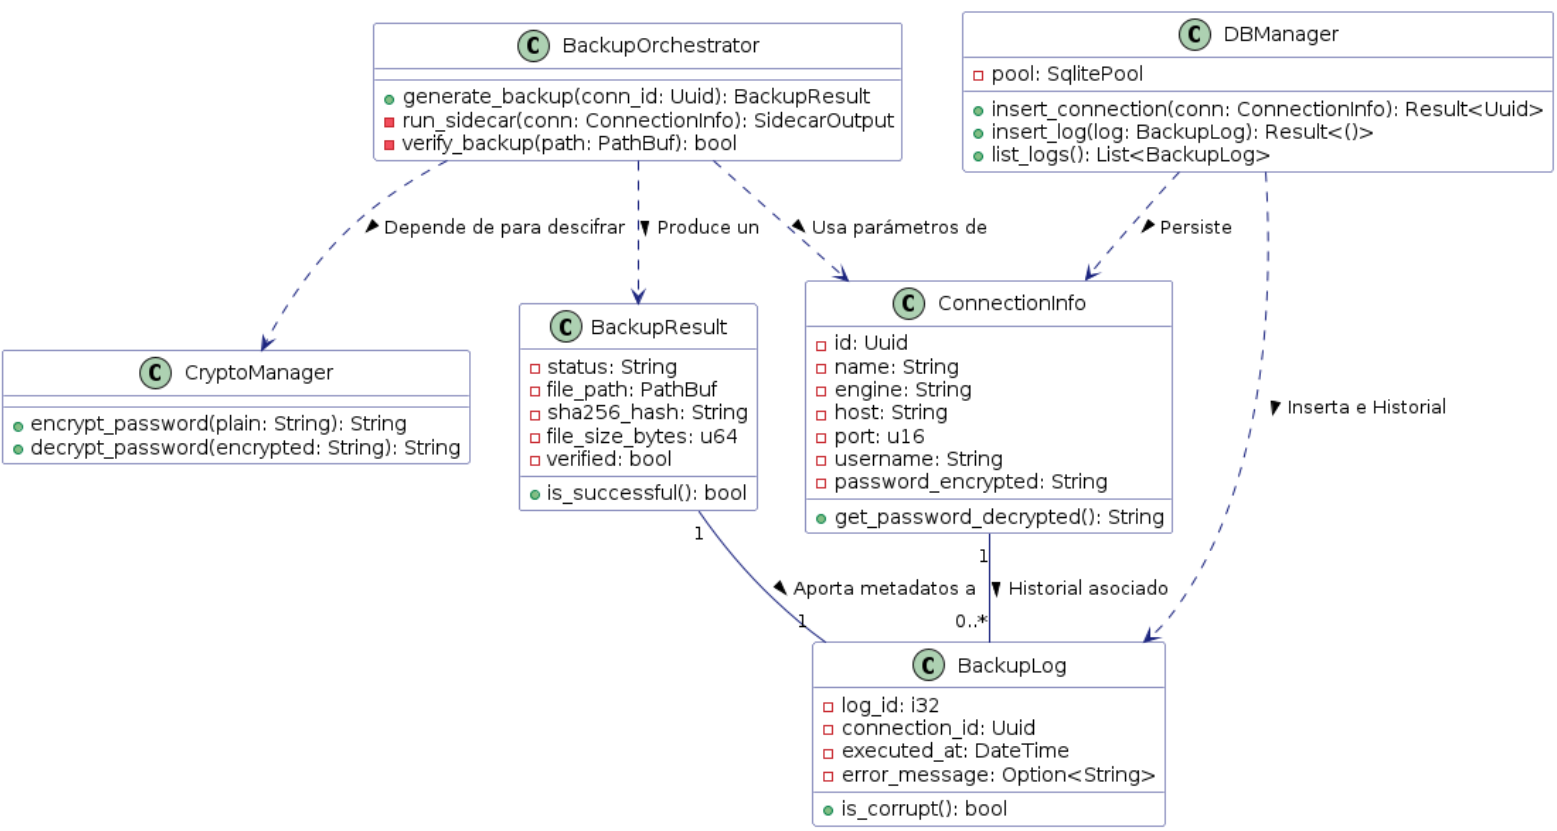 C BackupOrchestrator
generate_backup(conn_id: Uuid): BackupResult
run_sidecar(conn: ConnectionInfo): SidecarOutput
verify_backup(path: PathBuf): bool
C DBManager
pool: SqlitePool
insert_connection(conn: ConnectionInfo): Result<Uuid>
insert_log(log: BackupLog): Result<()>
list_logs(): List<BackupLog>
Depende de para descifrar
Produce un
Usa parámetros de
Persiste
C CryptoManager
encrypt_password(plain: String): String
decrypt_password(encrypted: String): String
C BackupResult
status: String
file_path: PathBuf
sha256_hash: String
file_size_bytes: u64
verified: bool
is_successful(): bool
C ConnectionInfo
id: Uuid
name: String
engine: String
host: String
port: u16
username: String
password_encrypted: String
get_password_decrypted(): String
Inserta e Historial
1
Aporta metadatos a
1
1
Historial asociado
0..*
C BackupLog
log_id: i32
connection_id: Uuid
executed_at: DateTime
error_message: Option<String>
is_corrupt(): bool